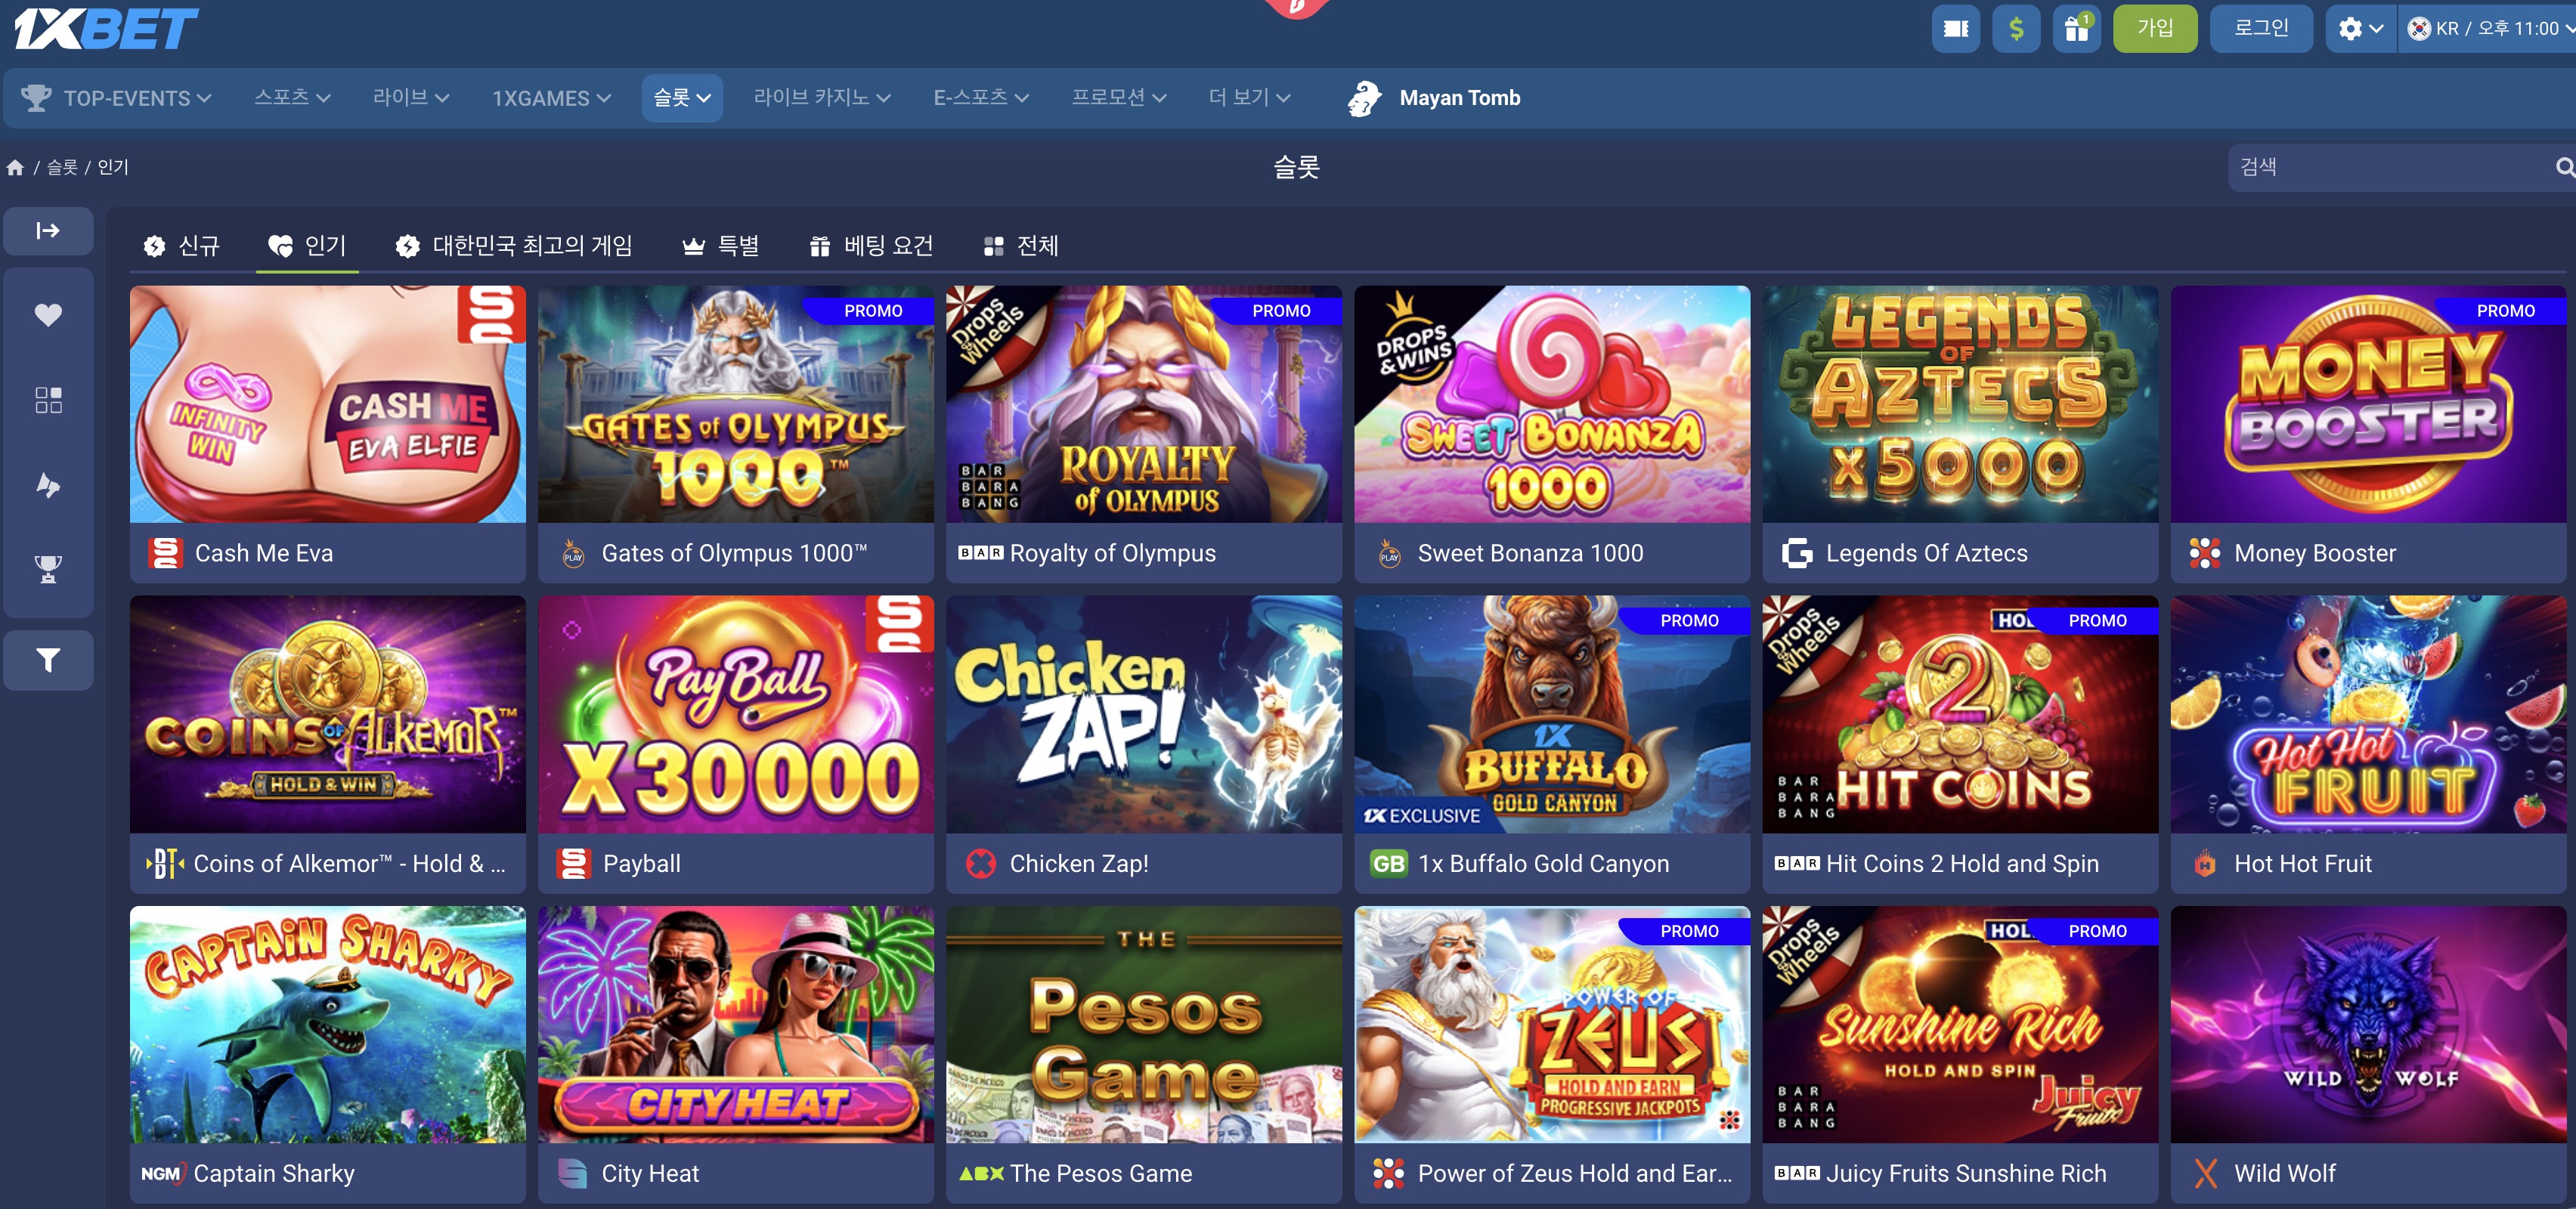 1XBET
1
가입
로그인
KR / 오후 11:00
TOP-EVENTS
스포츠
라이브
1XGAMES
슬롯
라이브 카지노
E-스포츠
프로모션
더 보기
Mayan Tomb
/ 슬롯 / 인기
슬롯
검색
신규
인기
대한민국 최고의 게임
특별
베팅 요건
전체
INFINITY
WIN
CASH ME
EVA ELFIE
Cash Me Eva
PROMO
GATES of OLYMPUS
1000™
PLAY
Gates of Olympus 1000™
Drops
& Wheels
PROMO
BAR
BARA
BANG
ROYALTY
of OLYMPUS
BAR
Royalty of Olympus
DROPS
&WINS
SWEET BONANZA
1000
PLAY
Sweet Bonanza 1000
LEGENDS
OF
AZTECS
x5000
Legends Of Aztecs
PROMO
MONEY
BOOSTER
Money Booster
COINS OF ALKEMOR™
HOLD & WIN
Coins of Alkemor™ - Hold & ...
PayBall
X30000
Payball
Chicken
ZAP!
Chicken Zap!
PROMO
1X
BUFFALO
GOLD CANYON
1X EXCLUSIVE
GB
1x Buffalo Gold Canyon
Drops
& Wheels
PROMO
2
BAR
BARA
BANG
HIT COINS
BAR
Hit Coins 2 Hold and Spin
Hot Hot
FRUIT
H
Hot Hot Fruit
CAPTAIN SHARKY
NGM
Captain Sharky
CITY HEAT
City Heat
THE
Pesos
Game
The Pesos Game
PROMO
POWER OF
ZEUS
HOLD AND EARN
PROGRESSIVE JACKPOTS
Power of Zeus Hold and Ear...
Drops
& Wheels
PROMO
SUNSHINE RICH
HOLD AND SPIN
BAR
BARA
BANG
Juicy
Fruits
BAR
Juicy Fruits Sunshine Rich
WILD WOLF
Wild Wolf